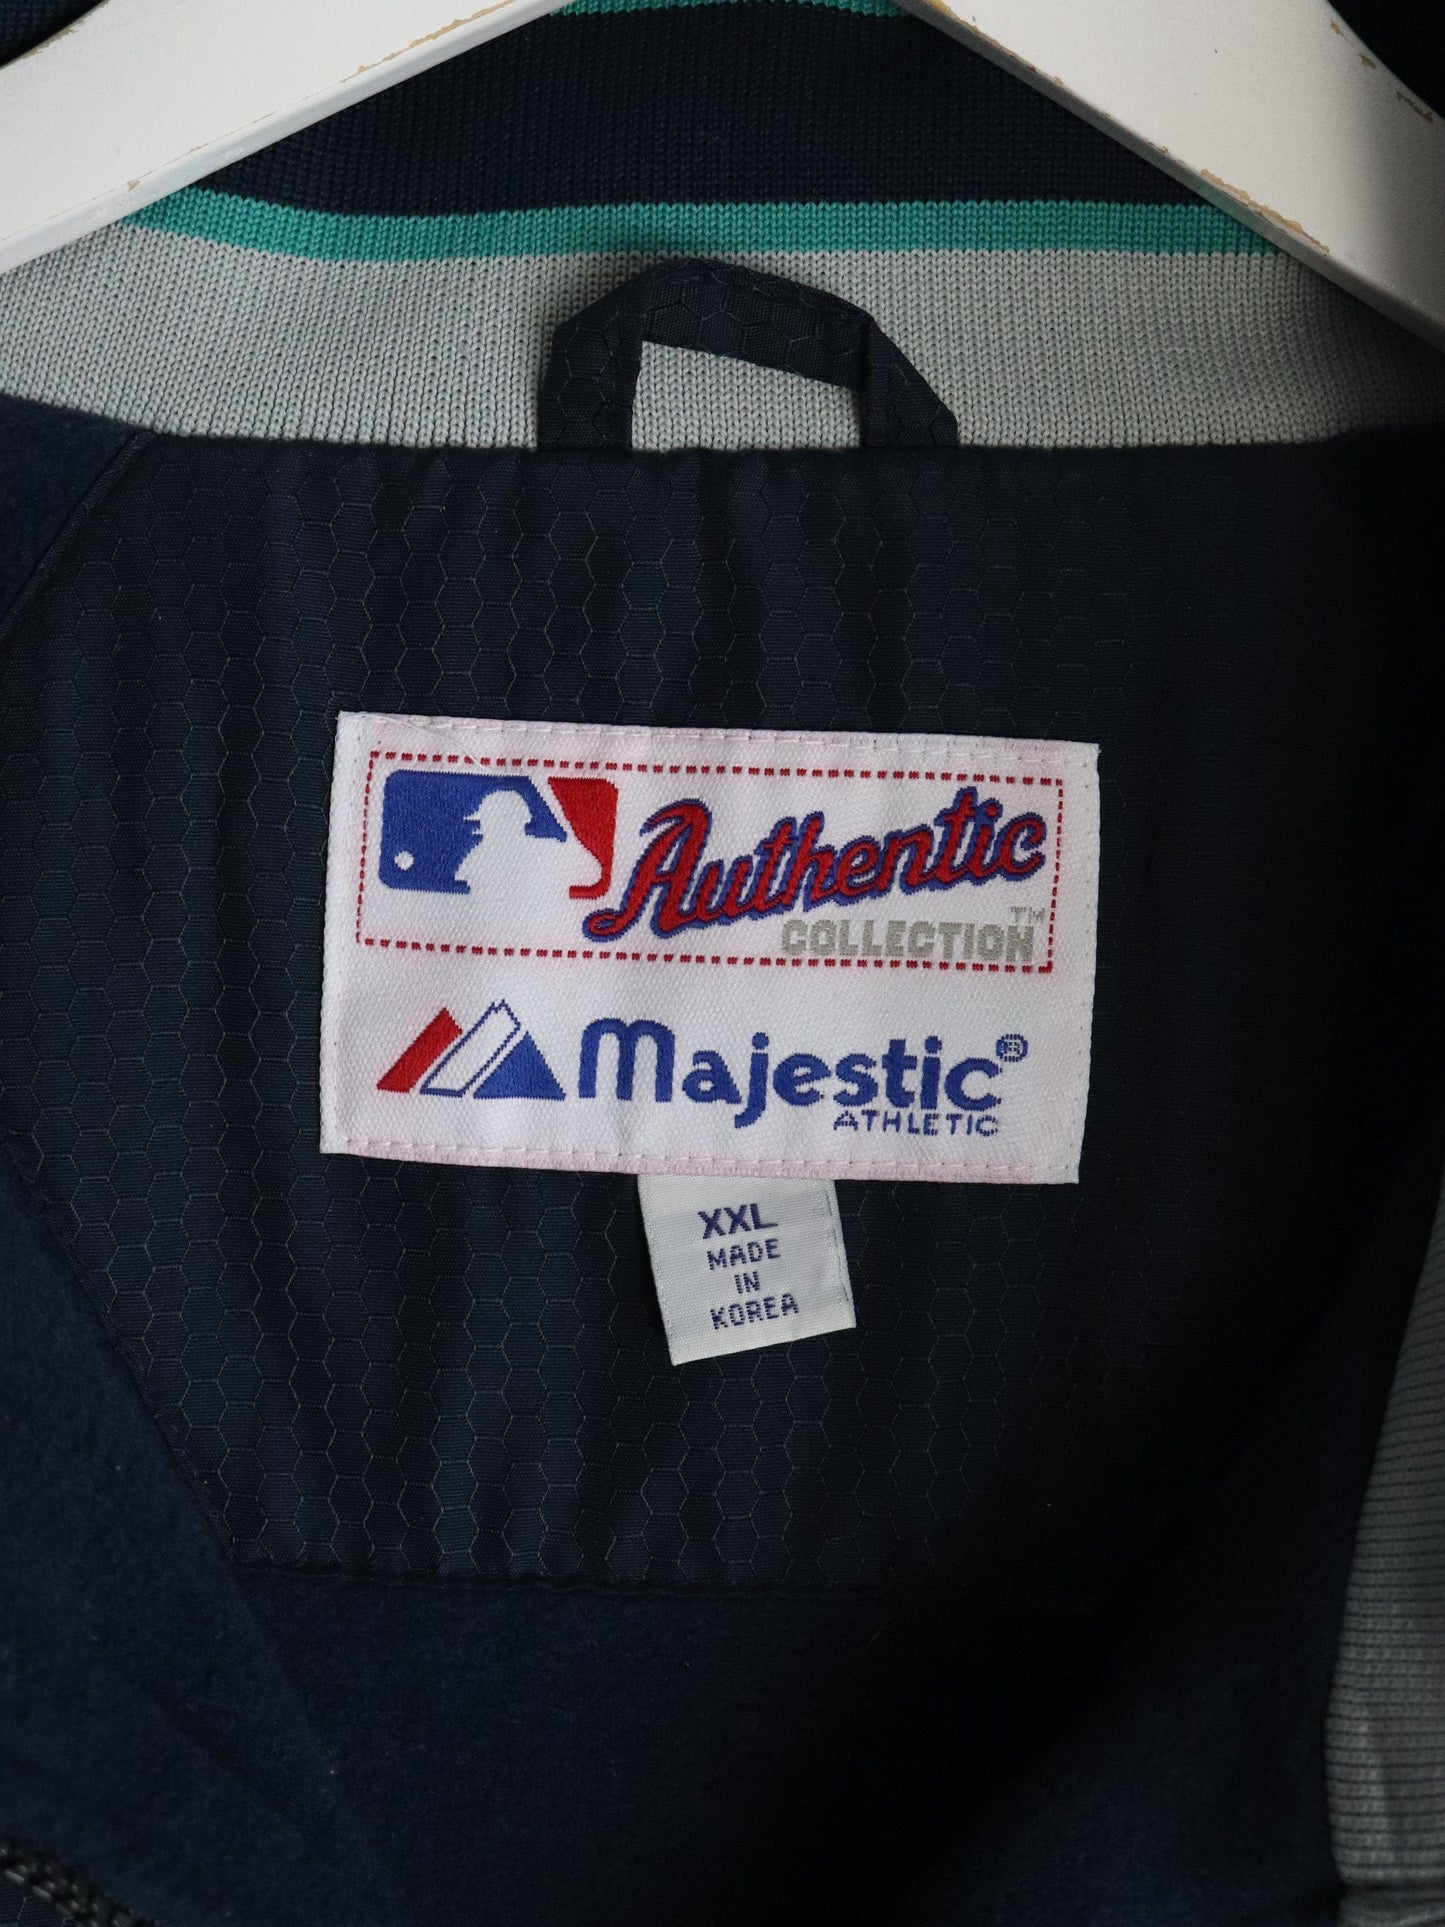 Authentic
COLLECTION™
Majestic®
ATHLETIC
XXL
MADE
IN
KOREA